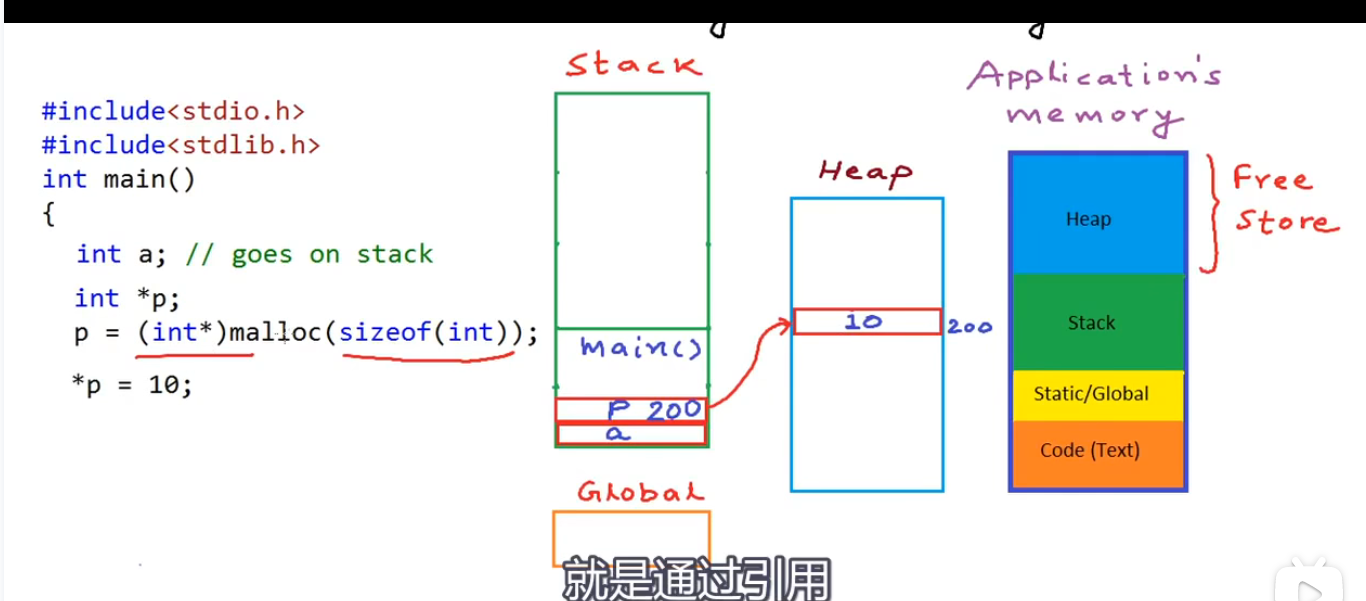 #include<stdio.h>
#include<stdlib.h>
int main()
{
int a; // goes on stack
int *p;
p = (int*)malloc(sizeof(int));
*p = 10;
Stack
main()
P 200
a
Global
Heap
10
200
Application's
memory
Heap
Stack
Static/Global
Code (Text)
Free
Store
就是通过引用